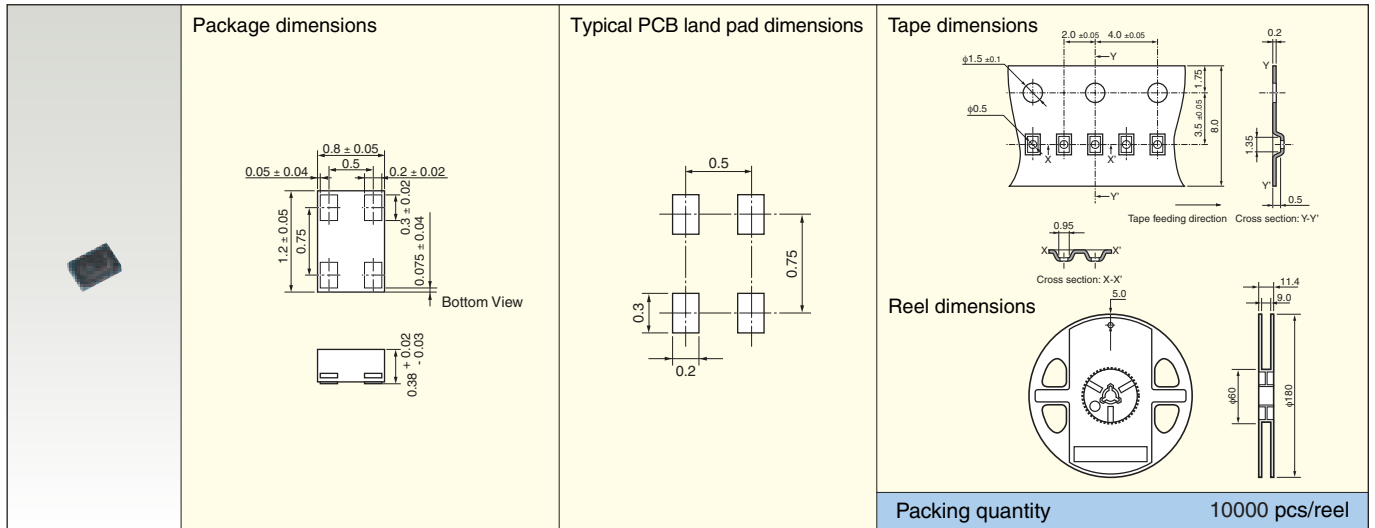 Package dimensions
0.8 ± 0.05
0.5
0.05 ± 0.04
0.2 ± 0.02
0.3 ± 0.02
1.2 ± 0.05
0.75
0.075 ± 0.04
Bottom View
0.38 + 0.02 - 0.03
Typical PCB land pad dimensions
0.5
0.75
0.3
0.2
Tape dimensions
2.0 ±0.05 4.0 ±0.05
Y
φ1.5 ±0.1
φ0.5
1.75
3.5 ±0.05
8.0
X X'
Y'
Tape feeding direction
0.2
Y
1.35
Y'
0.5
Cross section: Y-Y'
0.95
X X'
Cross section: X-X'
Reel dimensions
5.0
11.4
9.0
φ60
φ180
Packing quantity 10000 pcs/reel